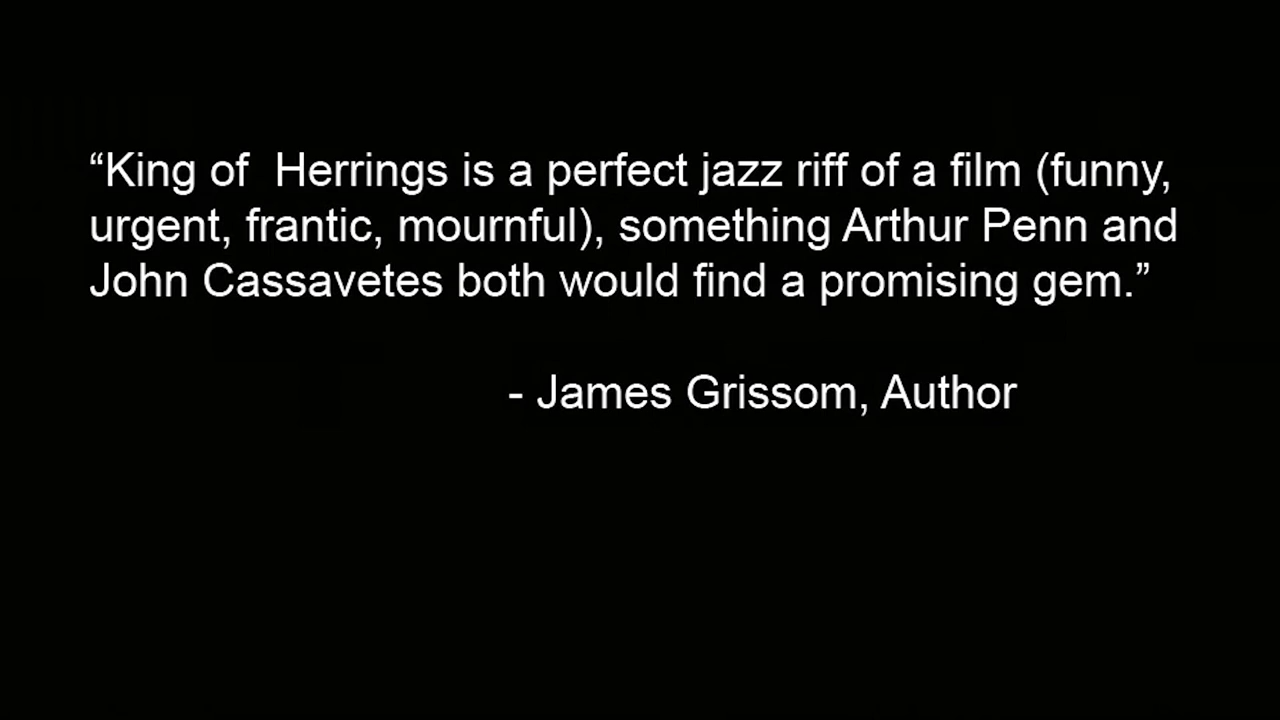 “King of  Herrings is a perfect jazz riff of a film (funny,
urgent, frantic, mournful), something Arthur Penn and
John Cassavetes both would find a promising gem.”
- James Grissom, Author